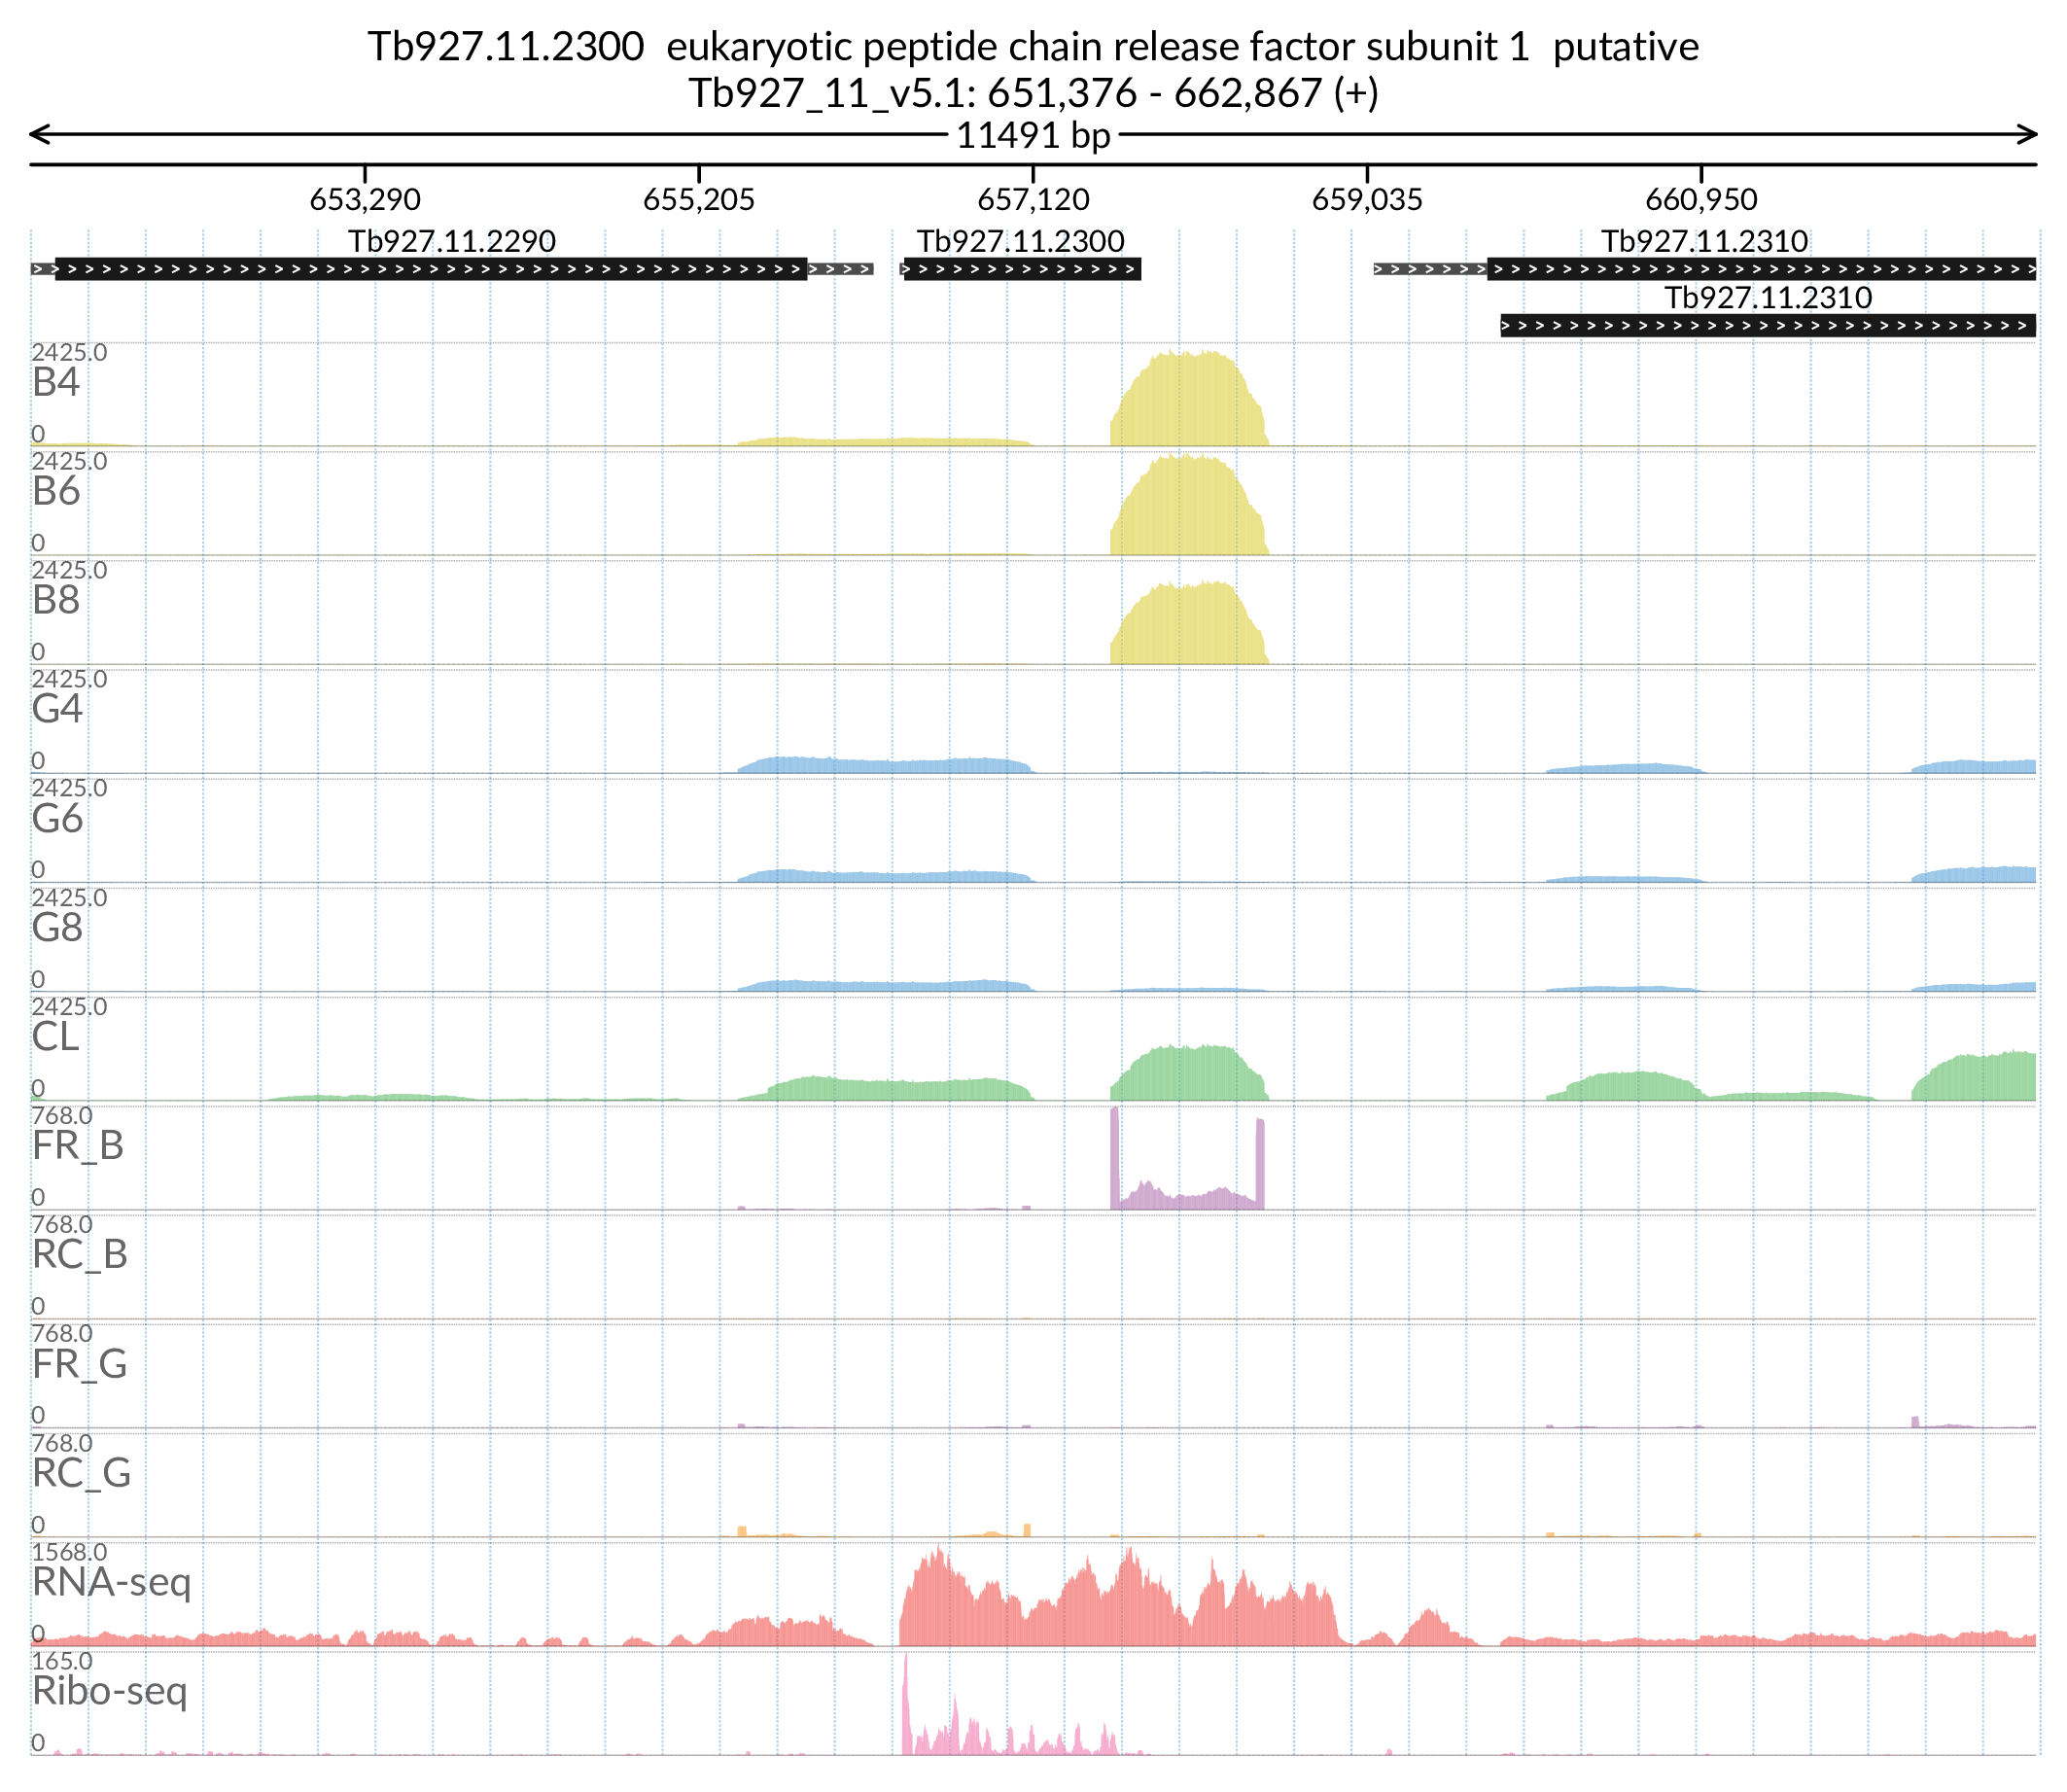 Tb927.11.2300 eukaryotic peptide chain release factor subunit 1 putative
Tb927_11_v5.1: 651,376 - 662,867 (+)
11491 bp
653,290 655,205 657,120 659,035 660,950
Tb927.11.2290 Tb927.11.2300 Tb927.11.2310
Tb927.11.2310
2425.0
B4
0
2425.0
B6
0
2425.0
B8
0
2425.0
G4
0
2425.0
G6
0
2425.0
G8
0
2425.0
CL
0
768.0
FR_B
0
768.0
RC_B
0
768.0
FR_G
0
768.0
RC_G
0
1568.0
RNA-seq
0
165.0
Ribo-seq
0